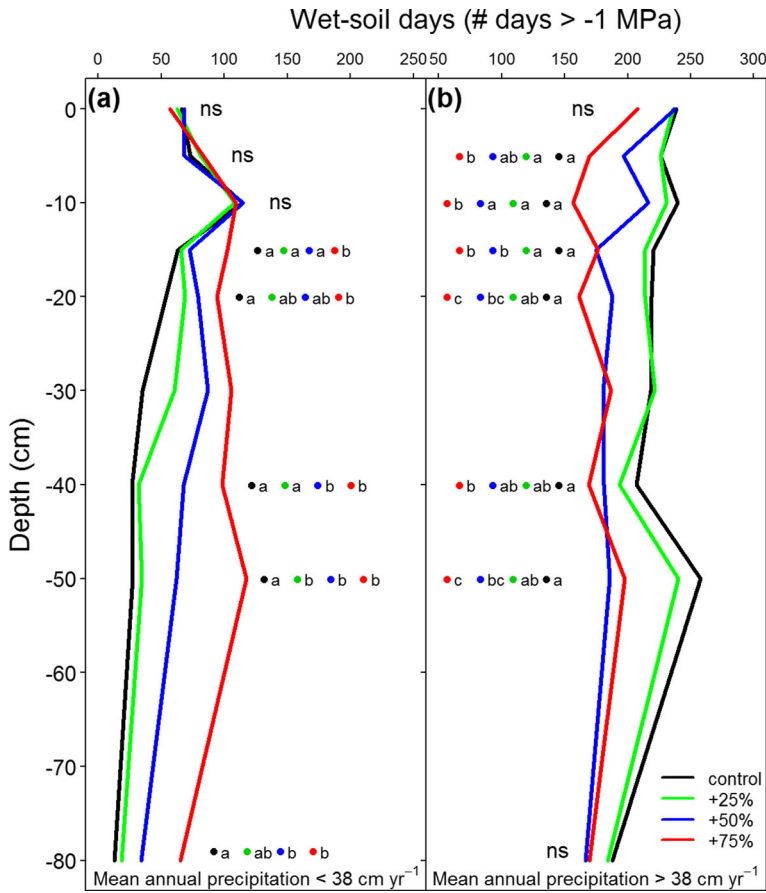 Wet-soil days (# days > -1 MPa)
0 50 100 150 200 250 50 100 150 200 250 300
(a) (b)
0 ns ns
ns b ab a a
-10 ns b a a a
a a a b b b a a
-20 a ab ab b c bc ab a
-30
Depth (cm)
-40 a a b b b ab ab a
-50 a b b b c bc ab a
-60
-70
control
+25%
+50%
+75%
a ab b b ns
-80
Mean annual precipitation < 38 cm yr⁻¹ Mean annual precipitation > 38 cm yr⁻¹